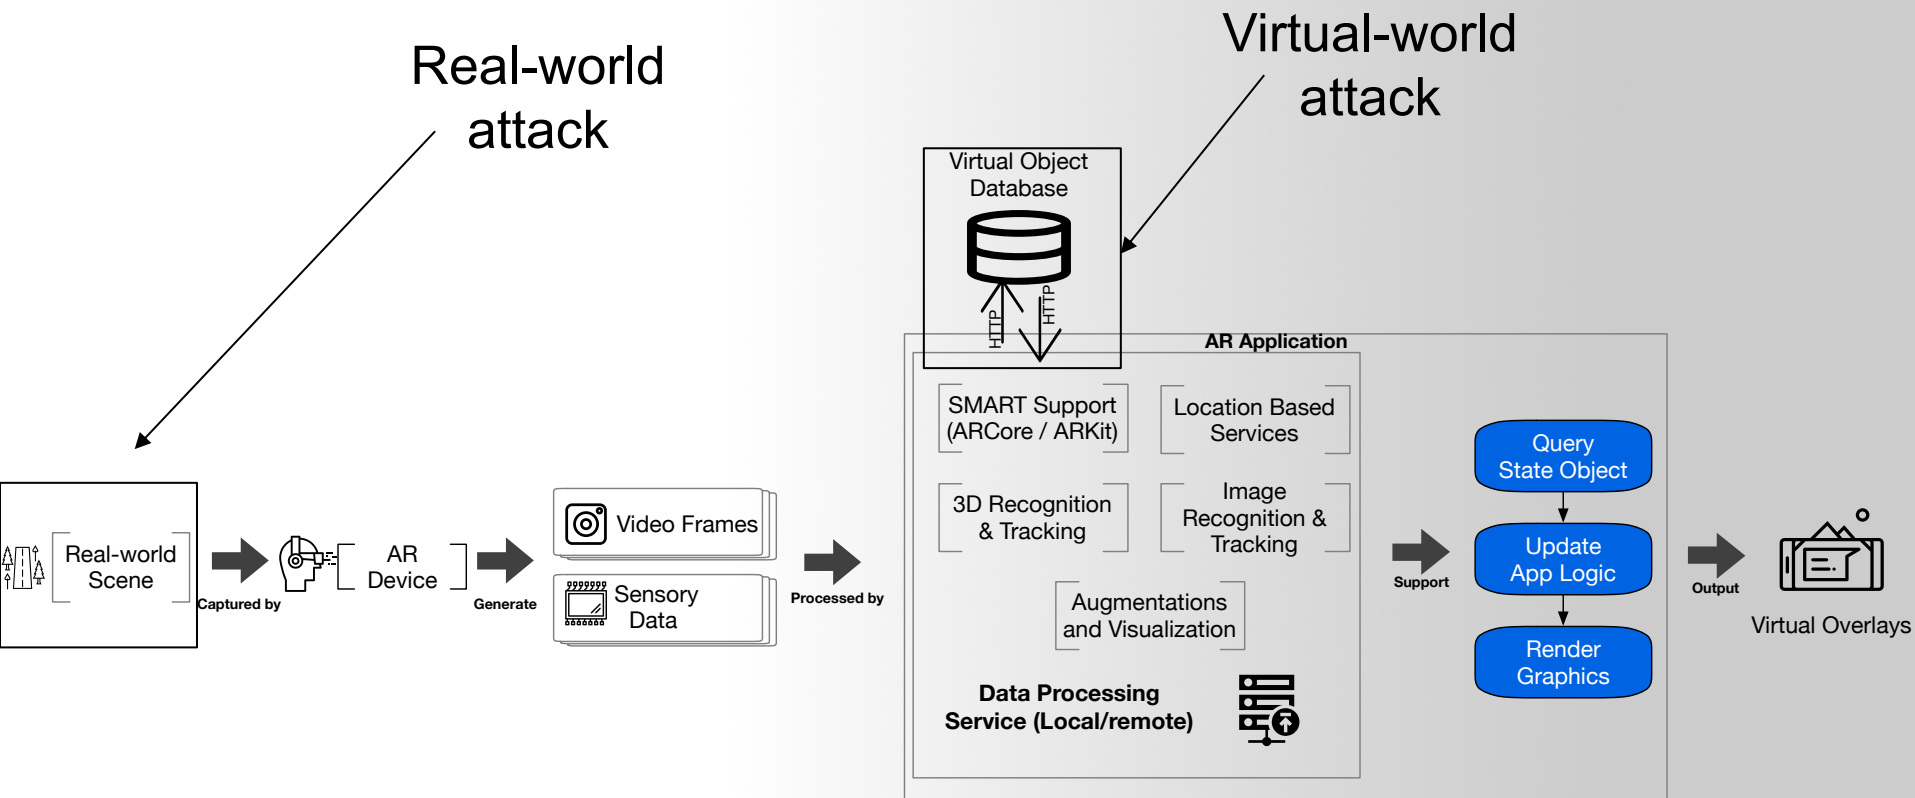 Real-world
attack
Virtual-world
attack
Virtual Object
Database
HTTP
HTTP
AR Application
SMART Support
(ARCore / ARKit)
Location Based
Services
3D Recognition
& Tracking
Image
Recognition &
Tracking
Augmentations
and Visualization
Data Processing
Service (Local/remote)
Real-world
Scene
Captured by
AR
Device
Generate
Video Frames
Sensory
Data
Processed by
Support
Query
State Object
Update
App Logic
Render
Graphics
Output
Virtual Overlays